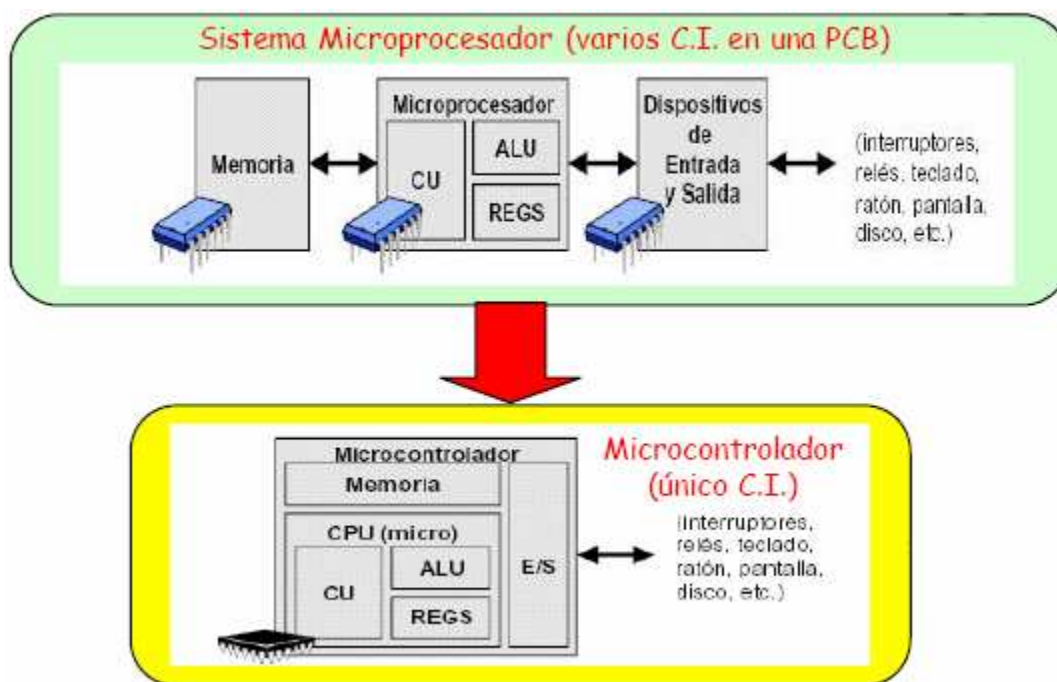 Sistema Microprocesador (varios C.I. en una PCB)
Memoria
Microprocesador
CU
ALU
REGS
Dispositivos
de
Entrada
y Salida
(interruptores,
relés, teclado,
ratón, pantalla,
disco, etc.)
Microcontrolador
Memoria
CPU (micro)
CU
ALU
REGS
E/S
Microcontrolador
(único C.I.)
(interruptores,
relés, teclado,
ratón, pantalla,
disco, etc.)